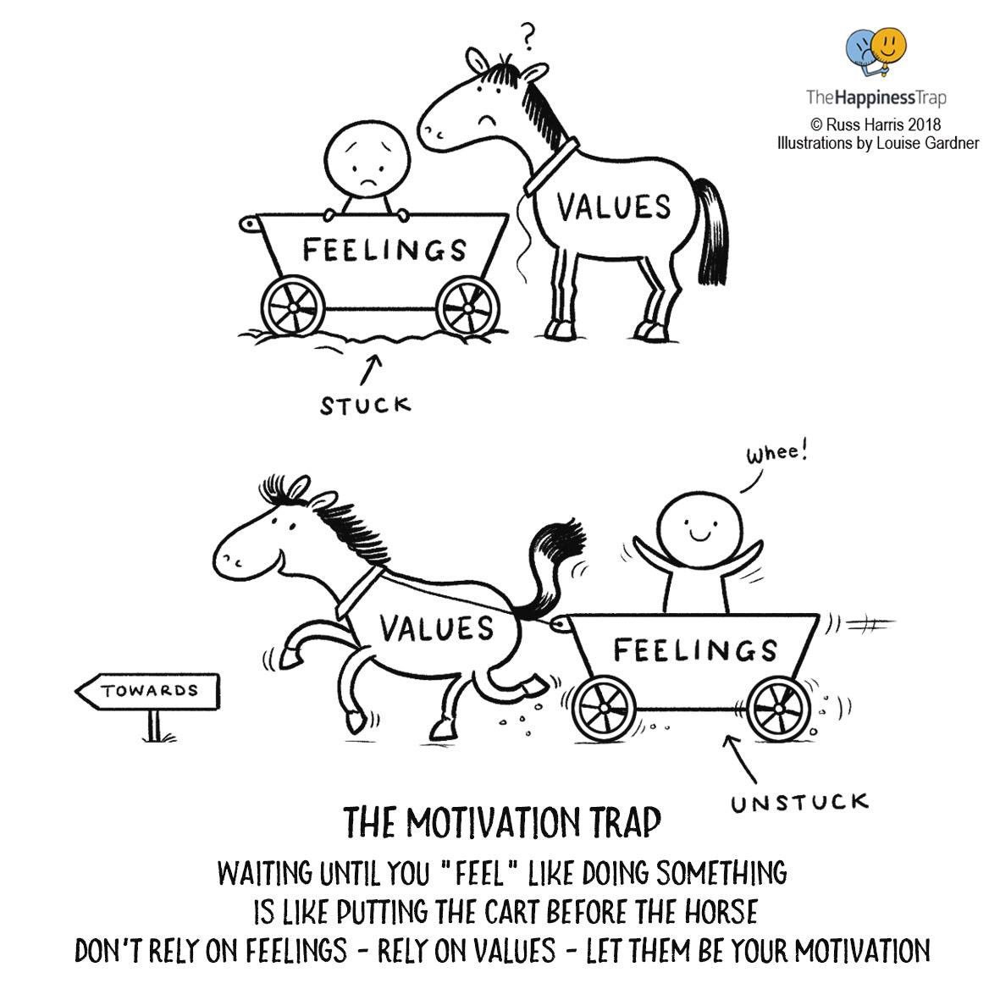 ?
TheHappinessTrap
© Russ Harris 2018
Illustrations by Louise Gardner
VALUES
FEELINGS
STUCK
Whee!
VALUES
FEELINGS
TOWARDS
UNSTUCK
THE MOTIVATION TRAP
WAITING UNTIL YOU "FEEL" LIKE DOING SOMETHING
IS LIKE PUTTING THE CART BEFORE THE HORSE
DON'T RELY ON FEELINGS - RELY ON VALUES - LET THEM BE YOUR MOTIVATION